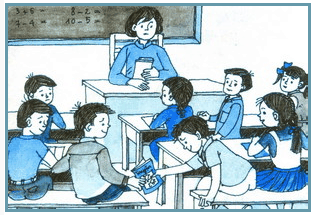 3+5=   8-2=
7-4=   10-5=